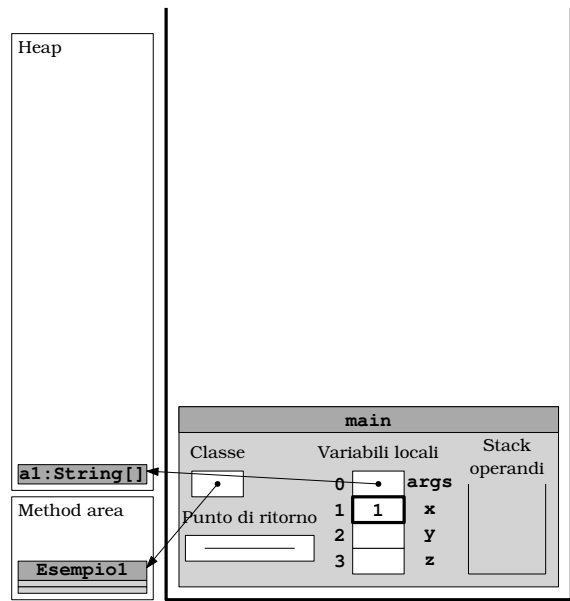 Heap
a1:String[]
Method area
Esempio1
main
Classe
Variabili locali
Stack
operandi
0 args
1 1 x
Punto di ritorno
2 y
3 z